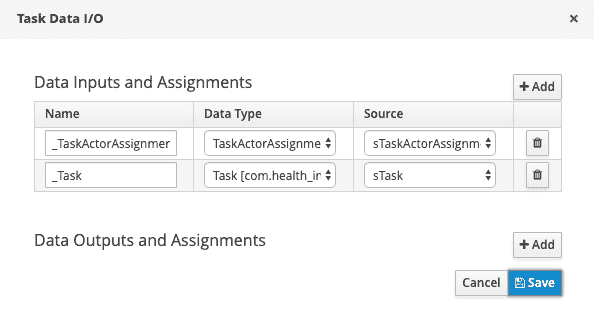 Task Data I/O
×
Data Inputs and Assignments
+ Add
Name Data Type Source
_TaskActorAssignmer TaskActorAssignme sTaskActorAssignm
_Task Task [com.health_ir sTask
Data Outputs and Assignments
+ Add
Cancel Save